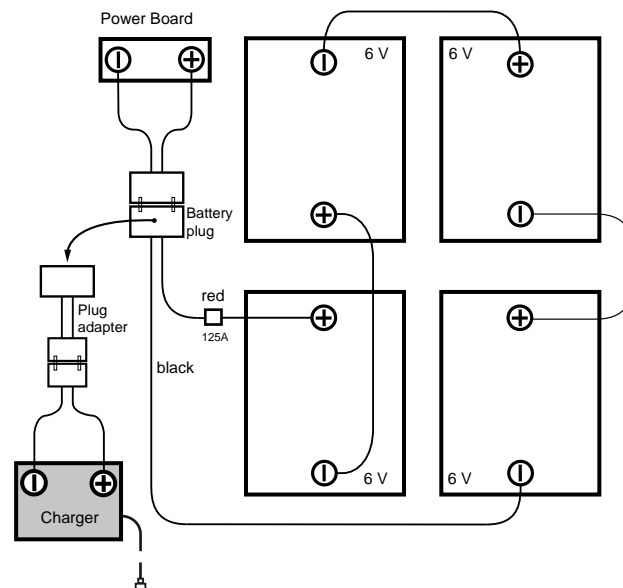 Power Board
6 V
6 V
Battery
plug
Plug
adapter
red
125A
black
6 V
6 V
Charger